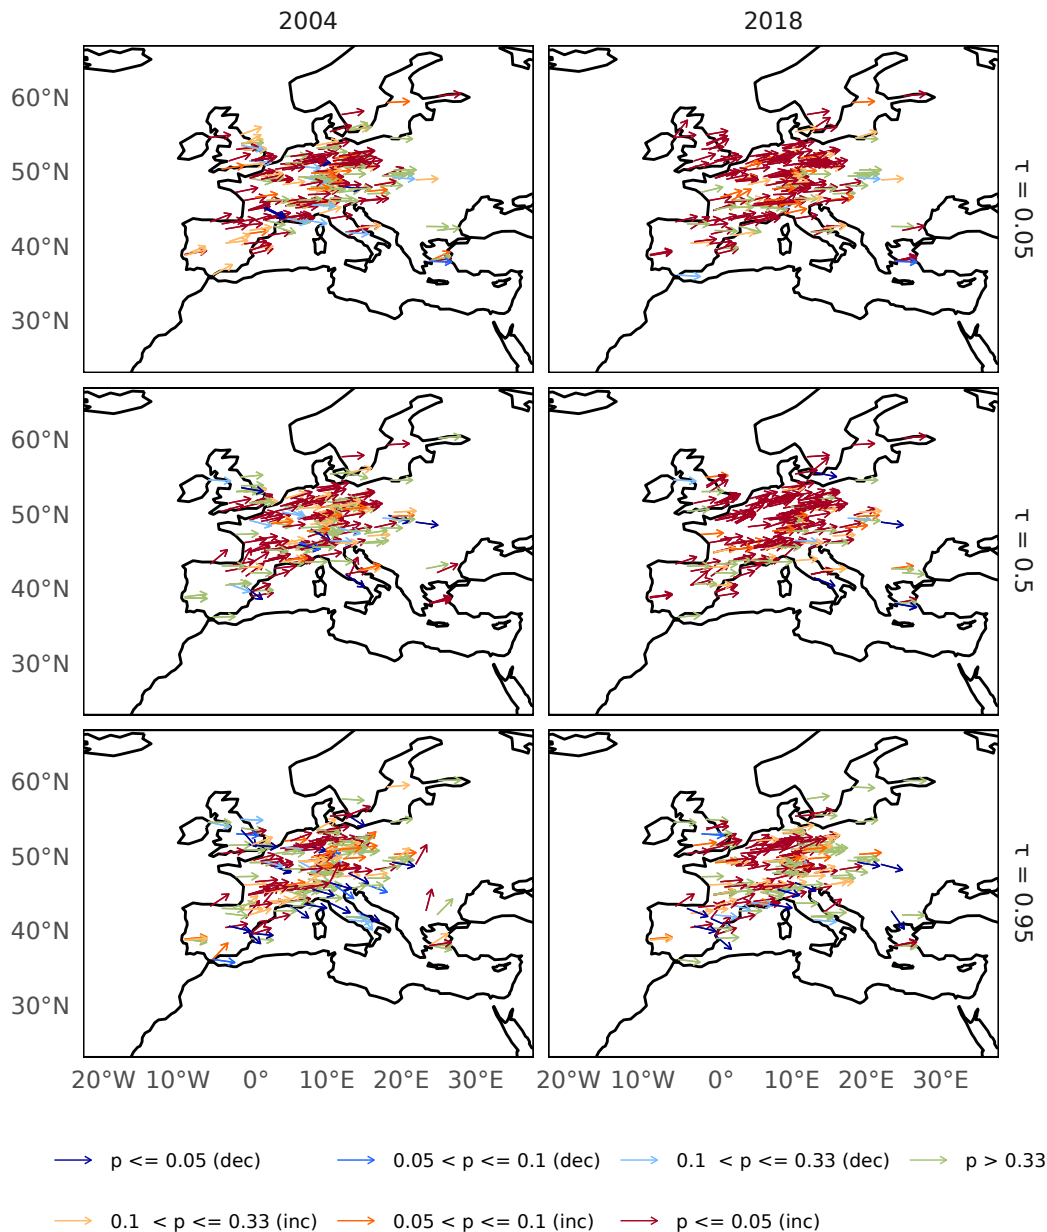 2004 2018
60°N
50°N
40°N
30°N
τ = 0.05
60°N
50°N
40°N
30°N
τ = 0.5
60°N
50°N
40°N
30°N
τ = 0.95
20°W 10°W 0° 10°E 20°E 30°E 20°W 10°W 0° 10°E 20°E 30°E
p <= 0.05 (dec) 0.05 < p <= 0.1 (dec) 0.1 < p <= 0.33 (dec) p > 0.33
0.1 < p <= 0.33 (inc) 0.05 < p <= 0.1 (inc) p <= 0.05 (inc)